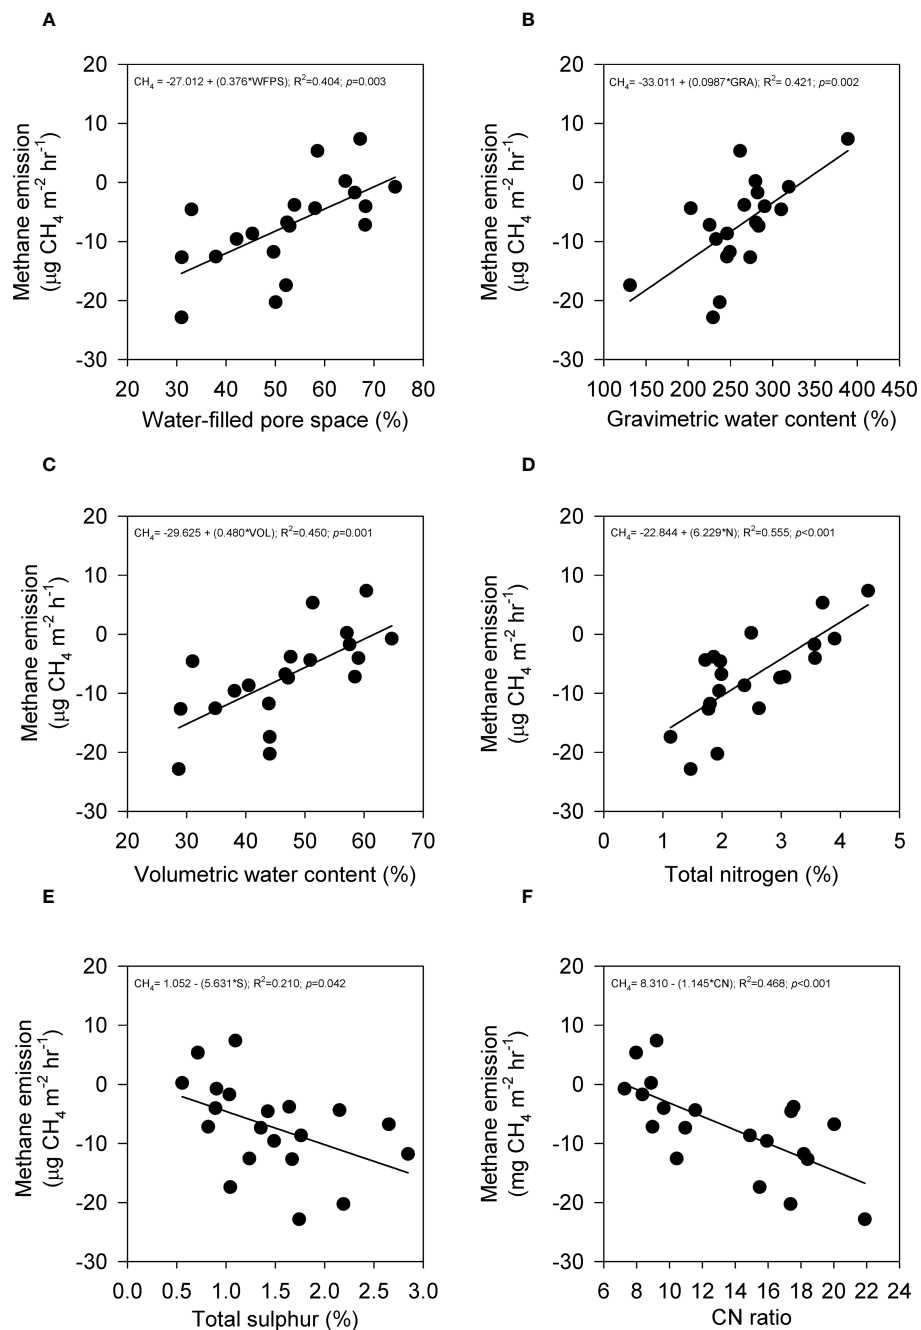 A
CH4 = -27.012 + (0.376*WFPS); R2=0.404; p=0.003
Methane emission
(µg CH4 m-2 hr-1)
20
10
0
-10
-20
-30
20 30 40 50 60 70 80
Water-filled pore space (%)
B
CH4= -33.011 + (0.0987*GRA); R2= 0.421; p=0.002
Methane emission
(µg CH4 m-2 hr-1)
20
10
0
-10
-20
-30
100 150 200 250 300 350 400 450
Gravimetric water content (%)
C
CH4= -29.625 + (0.480*VOL); R2=0.450; p=0.001
Methane emission
(µg CH4 m-2 h-1)
20
10
0
-10
-20
-30
20 30 40 50 60 70
Volumetric water content (%)
D
CH4= -22.844 + (6.229*N); R2=0.555; p<0.001
Methane emission
(µg CH4 m-2 hr-1)
20
10
0
-10
-20
-30
0 1 2 3 4 5
Total nitrogen (%)
E
CH4= 1.052 - (5.631*S); R2=0.210; p=0.042
Methane emission
(µg CH4 m-2 hr-1)
20
10
0
-10
-20
-30
0.0 0.5 1.0 1.5 2.0 2.5 3.0
Total sulphur (%)
F
CH4= 8.310 - (1.145*CN); R2=0.468; p<0.001
Methane emission
(mg CH4 m-2 hr-1)
20
10
0
-10
-20
-30
6 8 10 12 14 16 18 20 22 24
CN ratio